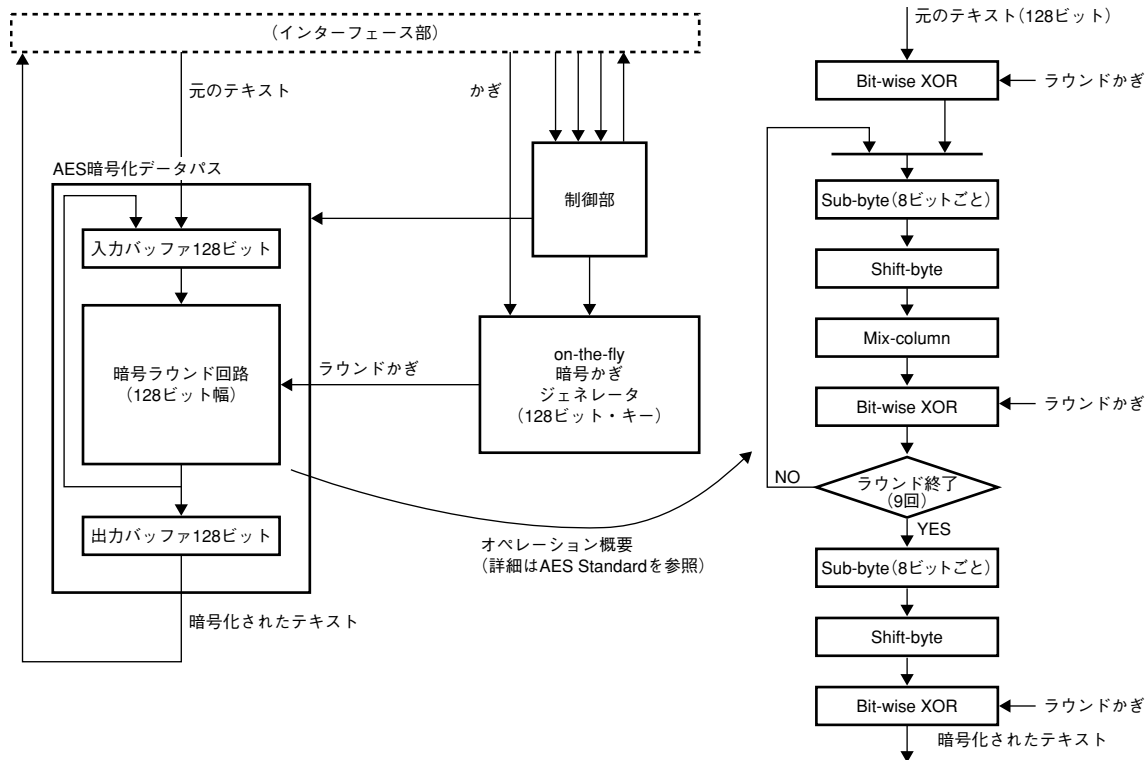 （インターフェース部）
元のテキスト
かぎ
AES暗号化データパス
制御部
入力バッファ128ビット
暗号ラウンド回路
（128ビット幅）
ラウンドかぎ
on-the-fly
暗号かぎ
ジェネレータ
（128ビット・キー）
出力バッファ128ビット
オペレーション概要
（詳細はAES Standardを参照）
暗号化されたテキスト
元のテキスト（128ビット）
Bit-wise XOR
ラウンドかぎ
Sub-byte（8ビットごと）
Shift-byte
Mix-column
Bit-wise XOR
ラウンドかぎ
NO
ラウンド終了
（9回）
YES
Sub-byte（8ビットごと）
Shift-byte
Bit-wise XOR
ラウンドかぎ
暗号化されたテキスト